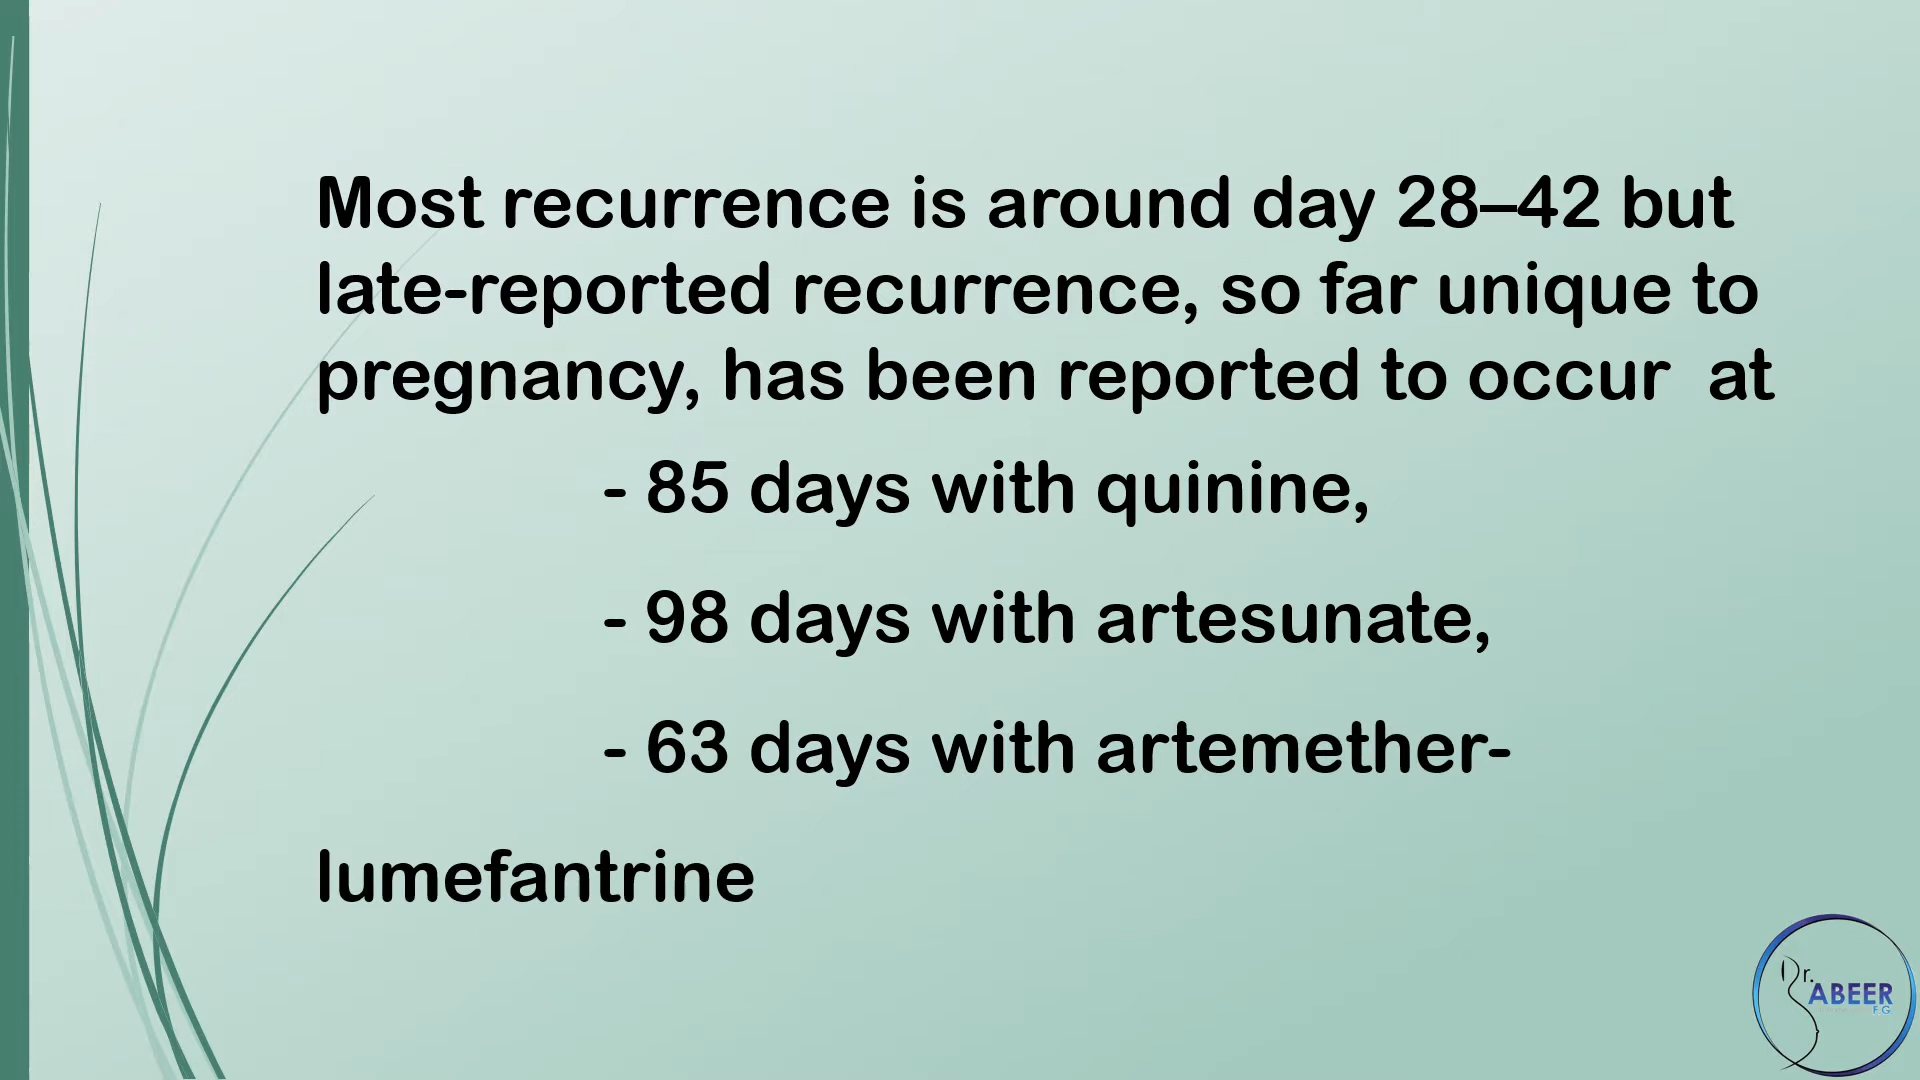 Most recurrence is around day 28–42 but
late-reported recurrence, so far unique to
pregnancy, has been reported to occur  at
- 85 days with quinine,
- 98 days with artesunate,
- 63 days with artemether-
lumefantrine
Dr.
ABEER
F.G